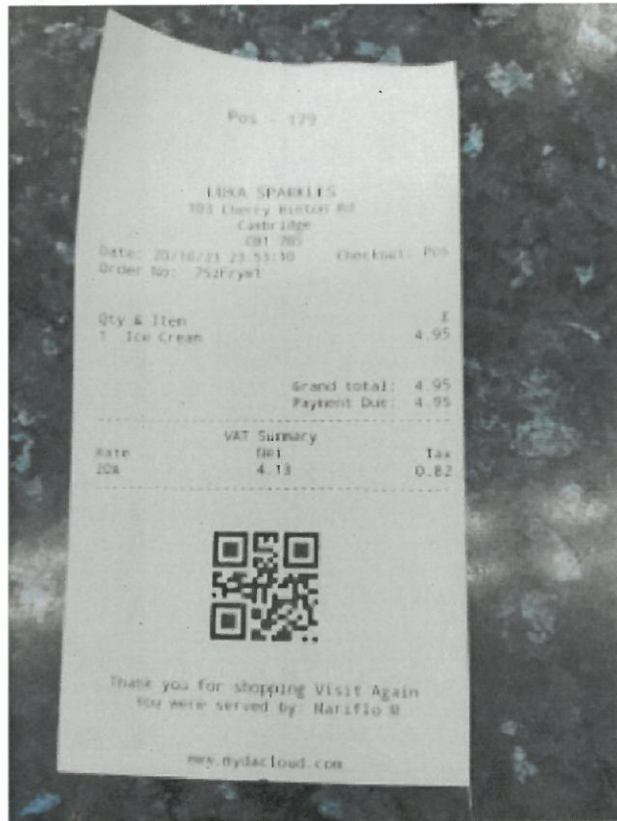 Pos - 179
LUKA SPARKLES
103 Cherry Hinton Rd
Cambridge
CB1 7BS
Date: 20/10/23 23:53:10 Checkout: POS
Order No:
Qty & Item £
1 Ice Cream 4.95
Grand total: 4.95
Payment Due: 4.95
VAT Summary
Rate Net Tax
20% 4.13 0.82
Thank you for shopping Visit Again
You were served by: Mariflo B
www.mydacloud.com